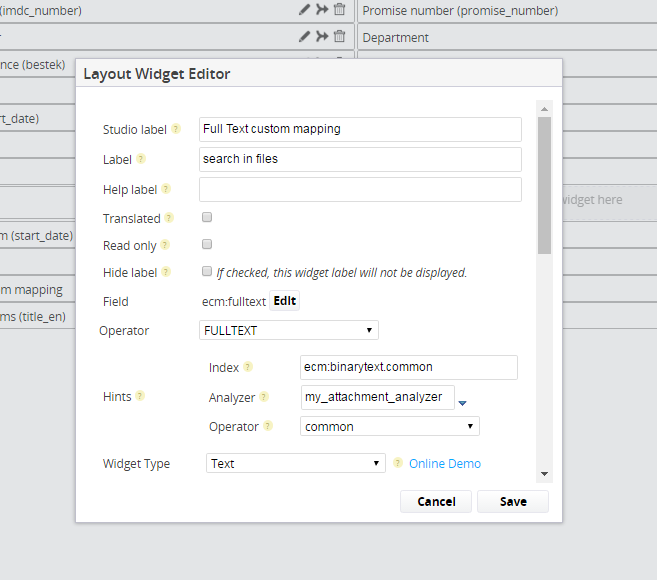 (imdc_number)
Promise number (promise_number)
Department
nce (bestek)
Layout Widget Editor
rt_date)
Studio label ?
Full Text custom mapping
Label ?
search in files
Help label ?
widget here
Translated ?
m (start_date)
Read only ?
Hide label ? If checked, this widget label will not be displayed.
m mapping
Field ecm:fulltext Edit
ms (title_en)
Operator FULLTEXT
Index ? ecm:binarytext.common
Hints ? Analyzer ? my_attachment_analyzer
Operator ? common
Widget Type Text ? Online Demo
Cancel Save